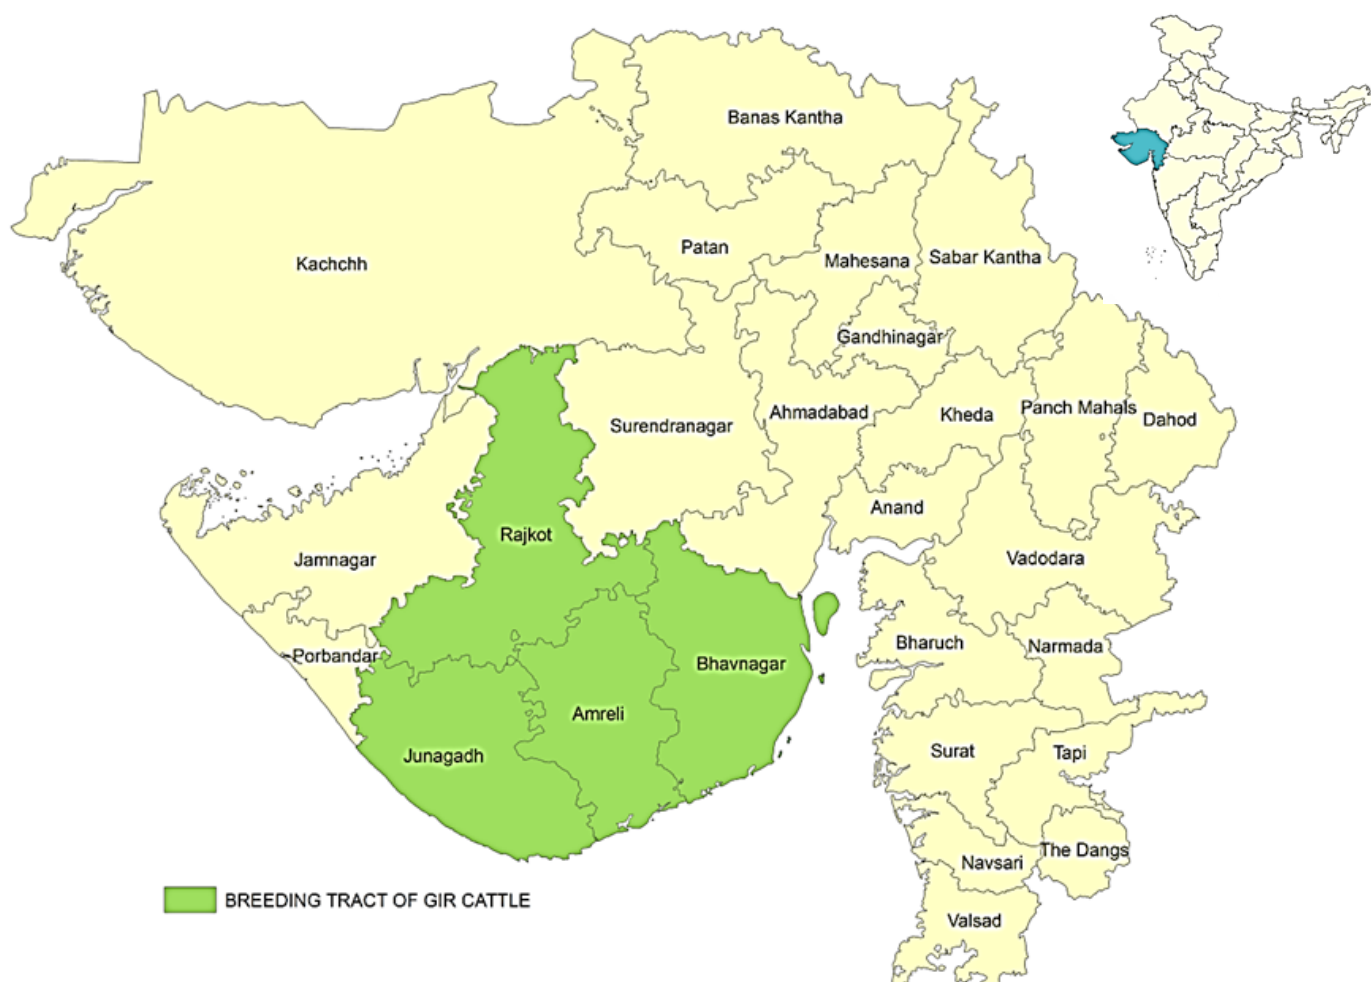 Banas Kantha
Patan
Mahesana
Sabar Kantha
Kachchh
Gandhinagar
Surendranagar
Ahmadabad
Kheda
Panch Mahals
Dahod
Anand
Rajkot
Jamnagar
Vadodara
Porbandar
Bhavnagar
Bharuch
Narmada
Amreli
Junagadh
Surat
Tapi
Navsari
The Dangs
Valsad
BREEDING TRACT OF GIR CATTLE